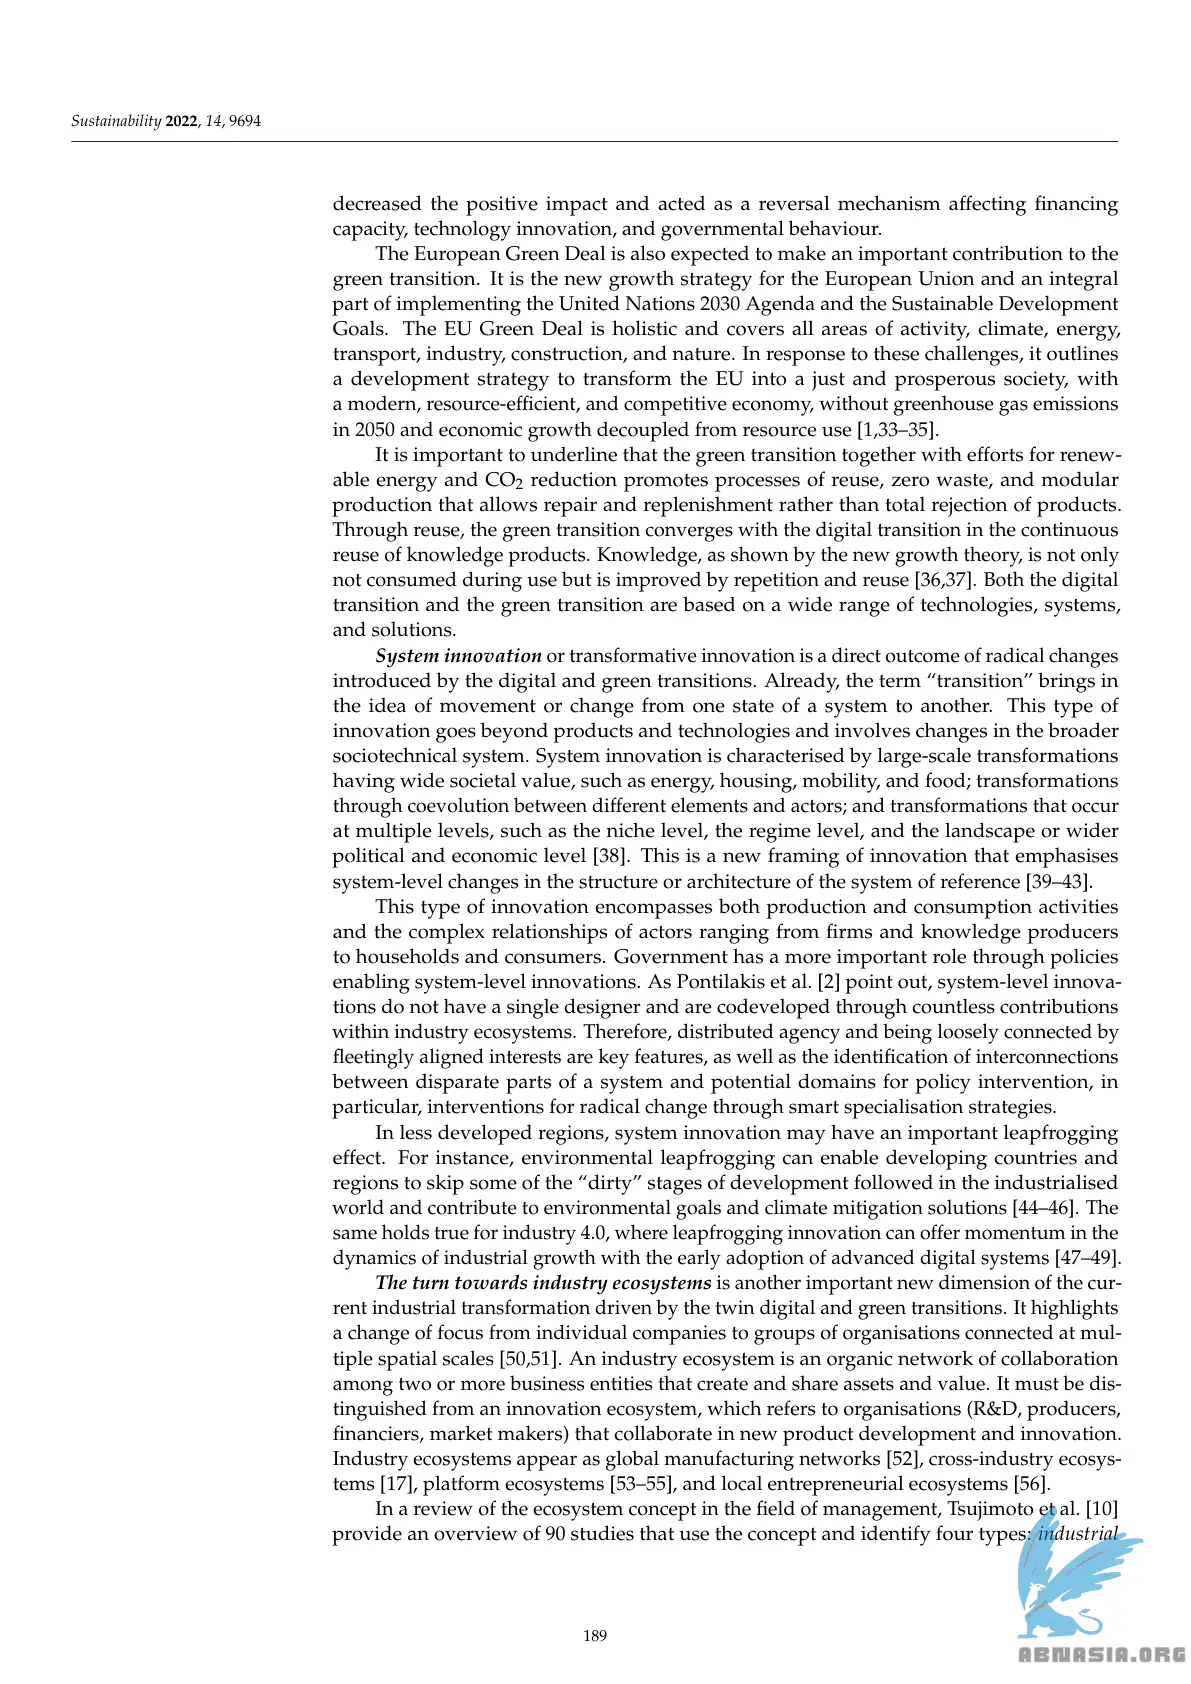 Sustainability 2022, 14, 9694
decreased the positive impact and acted as a reversal mechanism affecting financing
capacity, technology innovation, and governmental behaviour.
The European Green Deal is also expected to make an important contribution to the
green transition. It is the new growth strategy for the European Union and an integral
part of implementing the United Nations 2030 Agenda and the Sustainable Development
Goals. The EU Green Deal is holistic and covers all areas of activity, climate, energy,
transport, industry, construction, and nature. In response to these challenges, it outlines
a development strategy to transform the EU into a just and prosperous society, with
a modern, resource-efficient, and competitive economy, without greenhouse gas emissions
in 2050 and economic growth decoupled from resource use [1,33–35].
It is important to underline that the green transition together with efforts for renew-
able energy and CO2 reduction promotes processes of reuse, zero waste, and modular
production that allows repair and replenishment rather than total rejection of products.
Through reuse, the green transition converges with the digital transition in the continuous
reuse of knowledge products. Knowledge, as shown by the new growth theory, is not only
not consumed during use but is improved by repetition and reuse [36,37]. Both the digital
transition and the green transition are based on a wide range of technologies, systems,
and solutions.
System innovation or transformative innovation is a direct outcome of radical changes
introduced by the digital and green transitions. Already, the term “transition” brings in
the idea of movement or change from one state of a system to another. This type of
innovation goes beyond products and technologies and involves changes in the broader
sociotechnical system. System innovation is characterised by large-scale transformations
having wide societal value, such as energy, housing, mobility, and food; transformations
through coevolution between different elements and actors; and transformations that occur
at multiple levels, such as the niche level, the regime level, and the landscape or wider
political and economic level [38]. This is a new framing of innovation that emphasises
system-level changes in the structure or architecture of the system of reference [39–43].
This type of innovation encompasses both production and consumption activities
and the complex relationships of actors ranging from firms and knowledge producers
to households and consumers. Government has a more important role through policies
enabling system-level innovations. As Pontilakis et al. [2] point out, system-level innova-
tions do not have a single designer and are codeveloped through countless contributions
within industry ecosystems. Therefore, distributed agency and being loosely connected by
fleetingly aligned interests are key features, as well as the identification of interconnections
between disparate parts of a system and potential domains for policy intervention, in
particular, interventions for radical change through smart specialisation strategies.
In less developed regions, system innovation may have an important leapfrogging
effect. For instance, environmental leapfrogging can enable developing countries and
regions to skip some of the “dirty” stages of development followed in the industrialised
world and contribute to environmental goals and climate mitigation solutions [44–46]. The
same holds true for industry 4.0, where leapfrogging innovation can offer momentum in the
dynamics of industrial growth with the early adoption of advanced digital systems [47–49].
The turn towards industry ecosystems is another important new dimension of the cur-
rent industrial transformation driven by the twin digital and green transitions. It highlights
a change of focus from individual companies to groups of organisations connected at mul-
tiple spatial scales [50,51]. An industry ecosystem is an organic network of collaboration
among two or more business entities that create and share assets and value. It must be dis-
tinguished from an innovation ecosystem, which refers to organisations (R&D, producers,
financiers, market makers) that collaborate in new product development and innovation.
Industry ecosystems appear as global manufacturing networks [52], cross-industry ecosys-
tems [17], platform ecosystems [53–55], and local entrepreneurial ecosystems [56].
In a review of the ecosystem concept in the field of management, Tsujimoto et al. [10]
provide an overview of 90 studies that use the concept and identify four types: industrial
189
ABNASIA.ORG